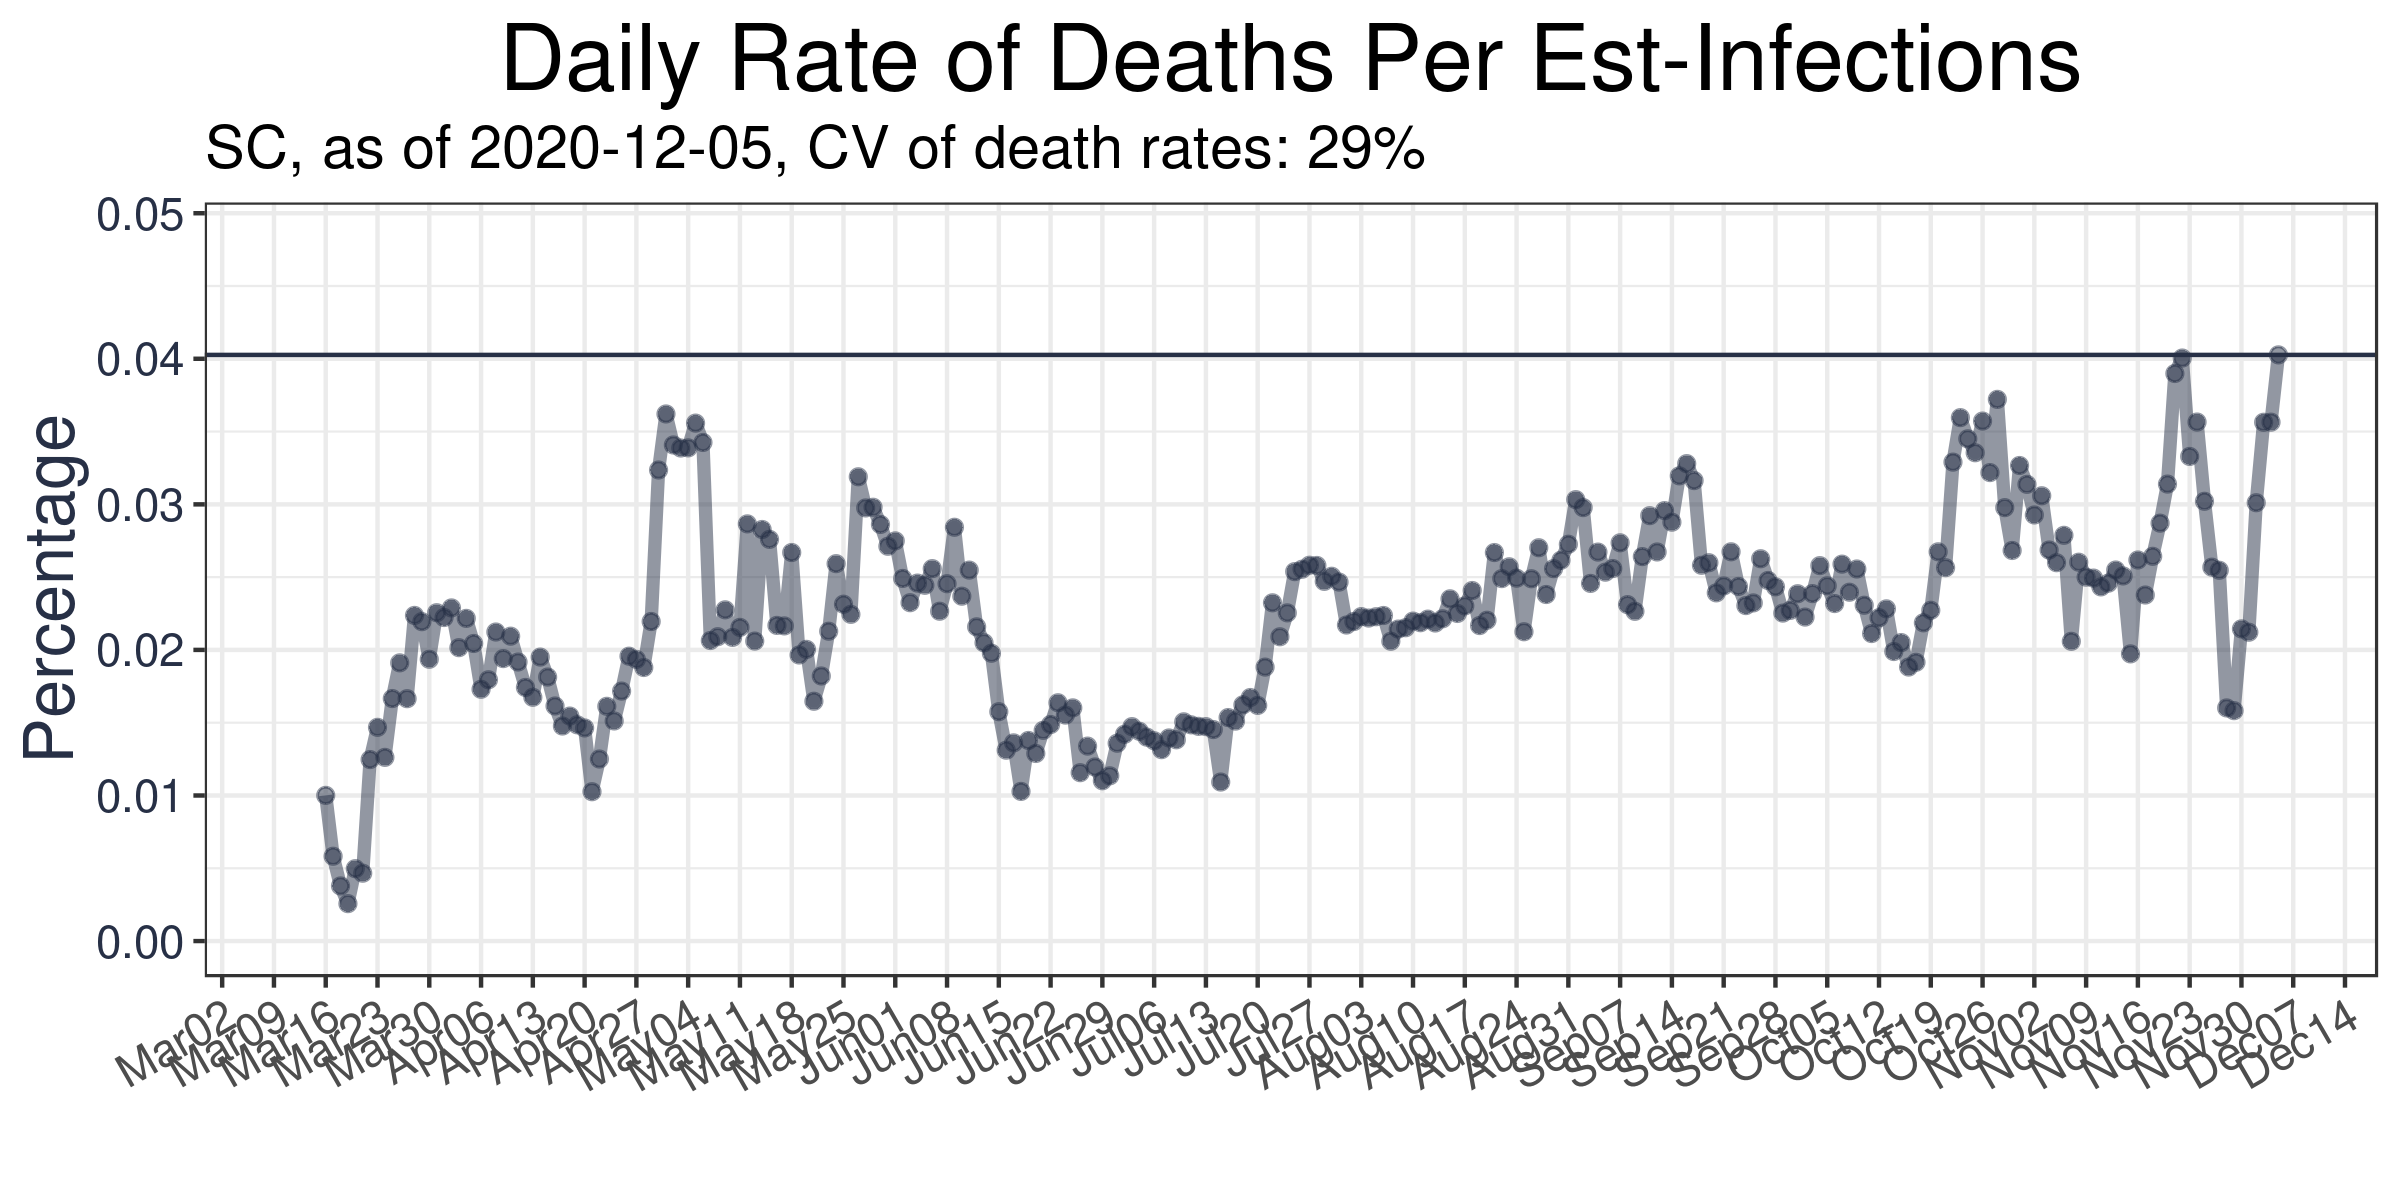 Daily Rate of Deaths Per Est-Infections
SC, as of 2020-12-05, CV of death rates: 29%
Percentage
0.05
0.04
0.03
0.02
0.01
0.00
Mar02
Mar09
Mar16
Mar23
Mar30
Apr06
Apr13
Apr20
Apr27
May04
May11
May18
May25
Jun01
Jun08
Jun15
Jun22
Jun29
Jul06
Jul13
Jul20
Jul27
Aug03
Aug10
Aug17
Aug24
Aug31
Sep07
Sep14
Sep21
Sep28
Oct05
Oct12
Oct19
Oct26
Nov02
Nov09
Nov16
Nov23
Nov30
Dec07
Dec14